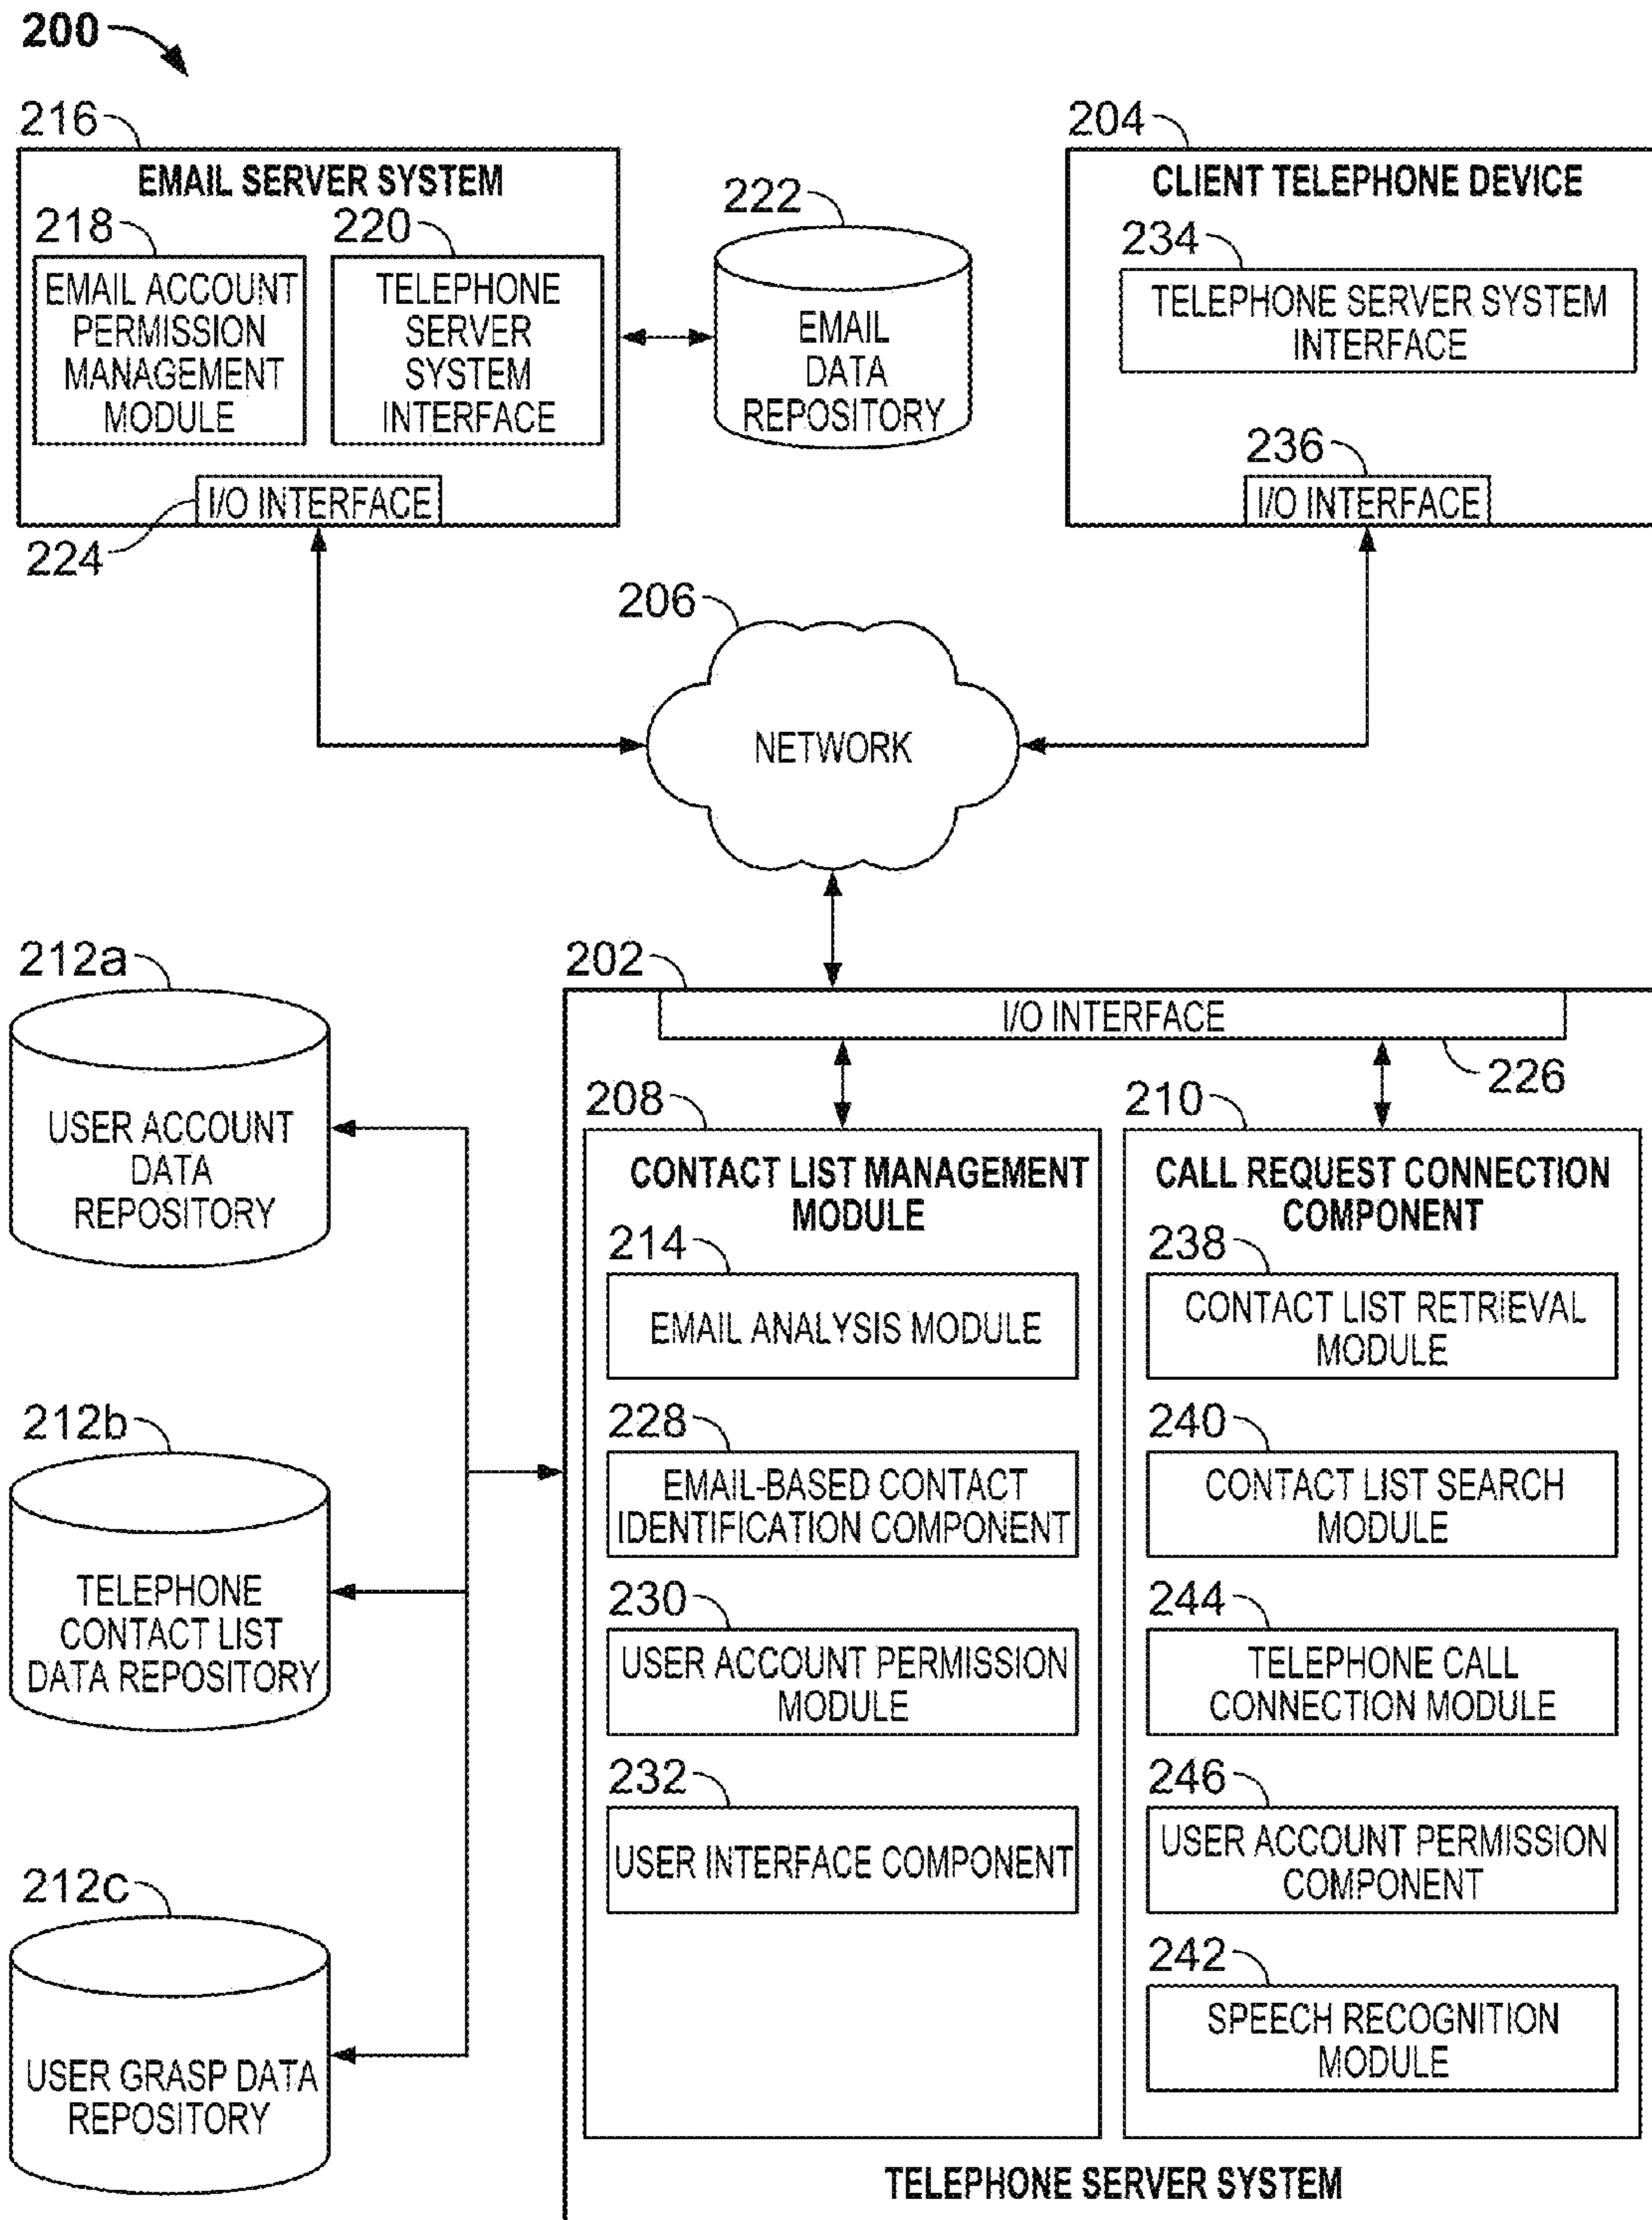 200
216
EMAIL SERVER SYSTEM
218
EMAIL ACCOUNT
PERMISSION
MANAGEMENT
MODULE
220
TELEPHONE
SERVER
SYSTEM
INTERFACE
I/O INTERFACE
224
222
EMAIL
DATA
REPOSITORY
204
CLIENT TELEPHONE DEVICE
234
TELEPHONE SERVER SYSTEM
INTERFACE
236
I/O INTERFACE
206
NETWORK
212a
USER ACCOUNT
DATA
REPOSITORY
212b
TELEPHONE
CONTACT LIST
DATA REPOSITORY
212c
USER GRASP DATA
REPOSITORY
202
I/O INTERFACE
226
208
CONTACT LIST MANAGEMENT
MODULE
214
EMAIL ANALYSIS MODULE
228
EMAIL-BASED CONTACT
IDENTIFICATION COMPONENT
230
USER ACCOUNT PERMISSION
MODULE
232
USER INTERFACE COMPONENT
210
CALL REQUEST CONNECTION
COMPONENT
238
CONTACT LIST RETRIEVAL
MODULE
240
CONTACT LIST SEARCH
MODULE
244
TELEPHONE CALL
CONNECTION MODULE
246
USER ACCOUNT PERMISSION
COMPONENT
242
SPEECH RECOGNITION
MODULE
TELEPHONE SERVER SYSTEM